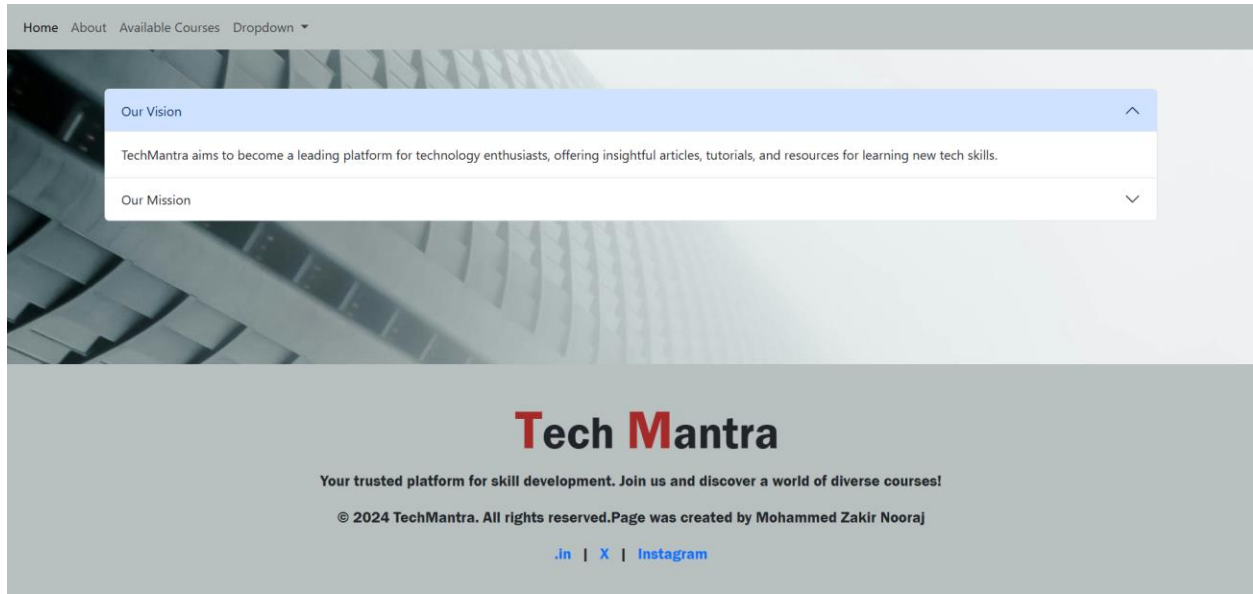 Home About Available Courses Dropdown
Our Vision
TechMantra aims to become a leading platform for technology enthusiasts, offering insightful articles, tutorials, and resources for learning new tech skills.
Our Mission
Tech Mantra
Your trusted platform for skill development. Join us and discover a world of diverse courses!
© 2024 TechMantra. All rights reserved.Page was created by Mohammed Zakir Nooraj
.in | X | Instagram